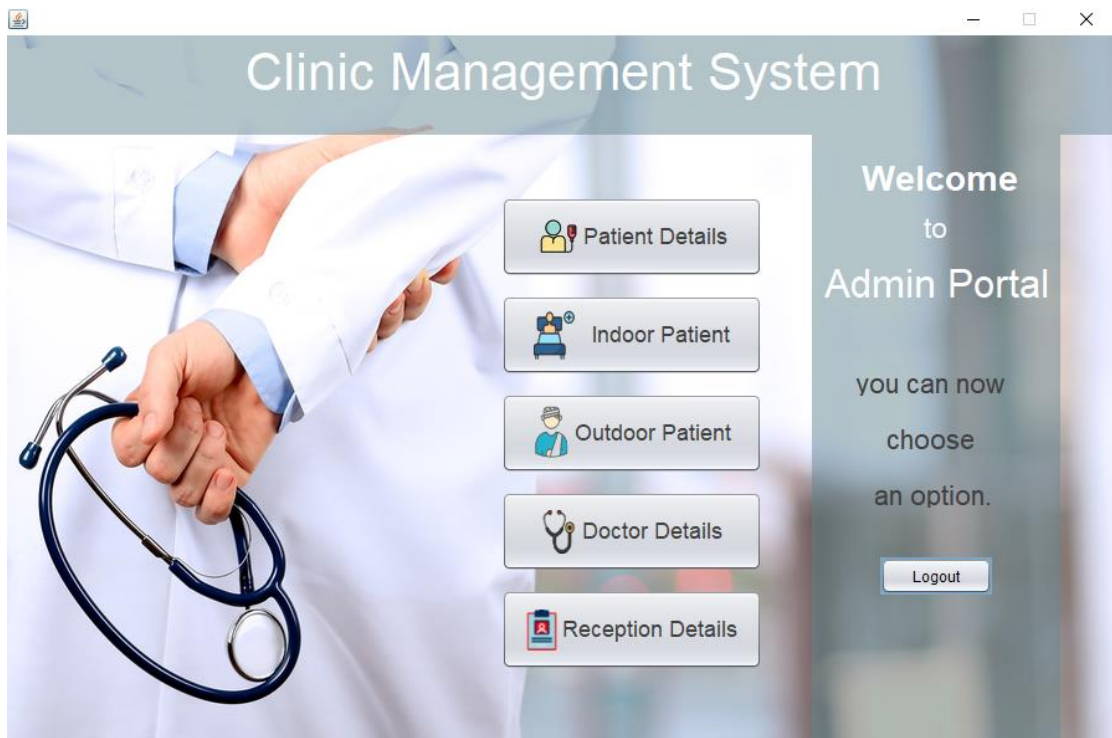 Clinic Management System
Patient Details
Indoor Patient
Outdoor Patient
Doctor Details
Reception Details
Welcome
to
Admin Portal
you can now
choose
an option.
Logout